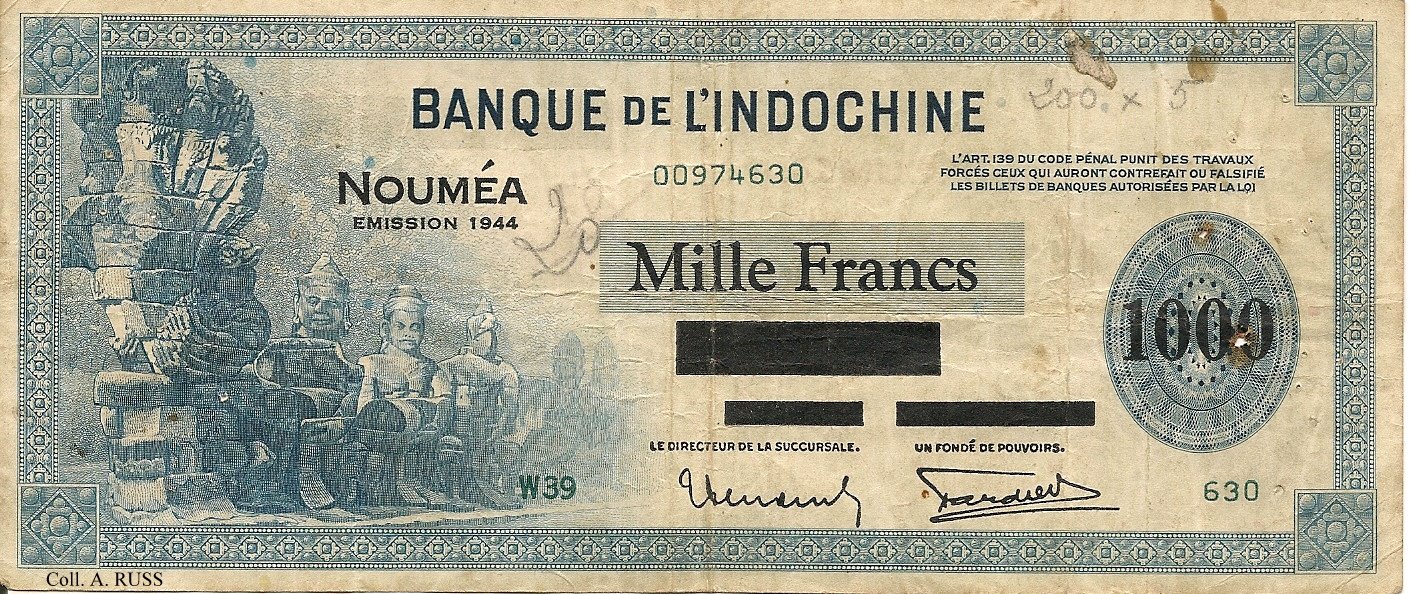 BANQUE DE L'INDOCHINE
200. x 5
NOUMÉA
EMISSION 1944
00974630
L'ART. 139 DU CODE PÉNAL PUNIT DES TRAVAUX
FORCÉS CEUX QUI AURONT CONTREFAIT OU FALSIFIÉ
LES BILLETS DE BANQUES AUTORISÉES PAR LA LOI
20
Mille Francs
1000
LE DIRECTEUR DE LA SUCCURSALE.
UN FONDÉ DE POUVOIRS.
W39
630
Coll. A. RUSS